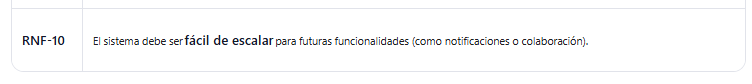 RNF-10 El sistema debe ser fácil de escalar para futuras funcionalidades (como notificaciones o colaboración).